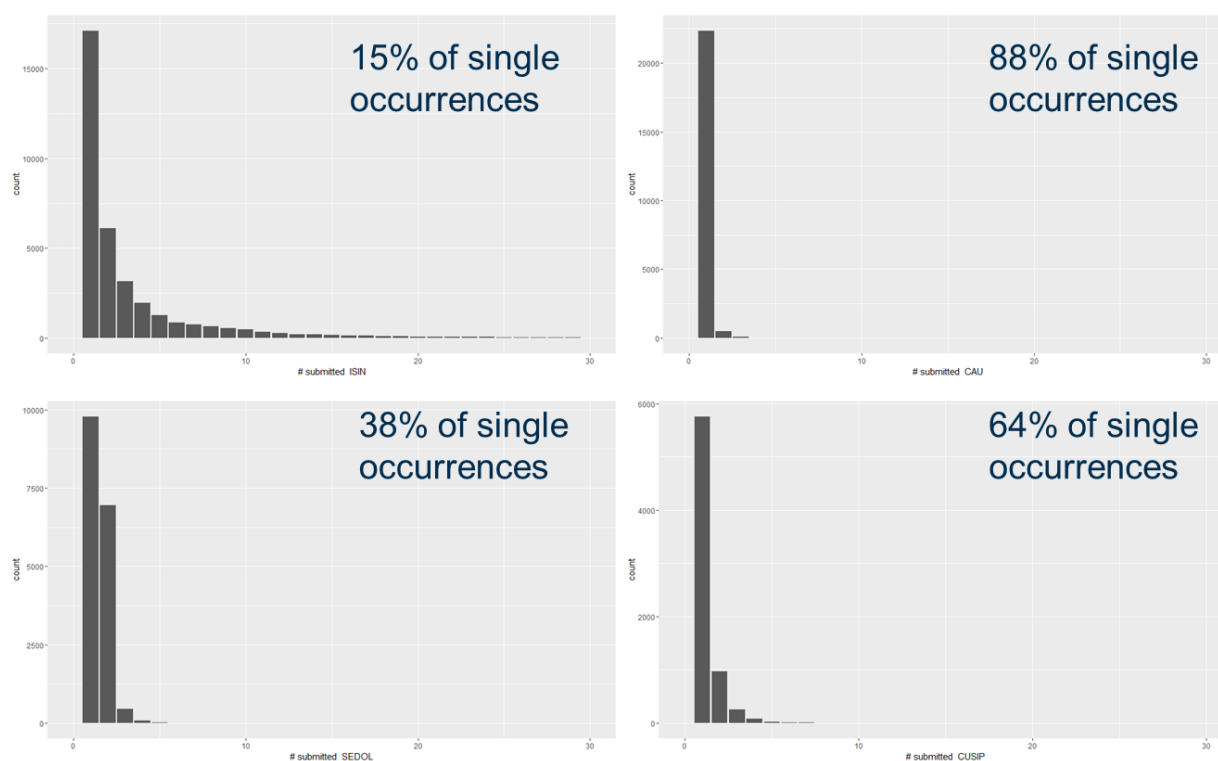 15% of single
occurrences
15000
10000
5000
0
count
0
10
20
30
# submitted ISIN
88% of single
occurrences
20000
15000
10000
5000
0
count
0
10
20
30
# submitted CAU
38% of single
occurrences
10000
7500
5000
2500
0
count
0
10
20
30
# submitted SEDOL
64% of single
occurrences
6000
4000
2000
0
count
0
10
20
30
# submitted CUSIP